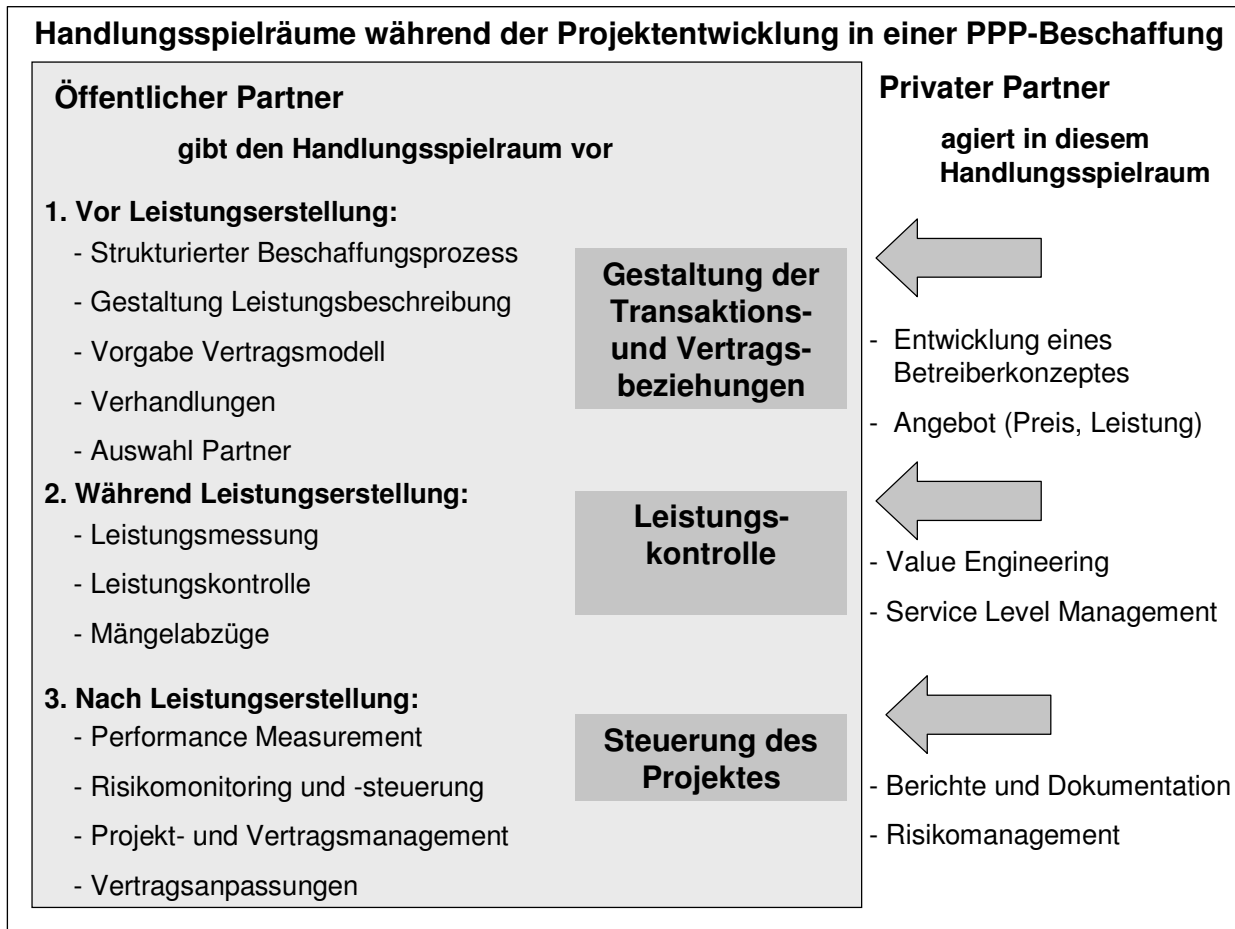 Handlungsspielräume während der Projektentwicklung in einer PPP-Beschaffung
Öffentlicher Partner
gibt den Handlungsspielraum vor
1. Vor Leistungserstellung:
- Strukturierter Beschaffungsprozess
- Gestaltung Leistungsbeschreibung
- Vorgabe Vertragsmodell
- Verhandlungen
- Auswahl Partner
Gestaltung der
Transaktions-
und Vertrags-
beziehungen
2. Während Leistungserstellung:
- Leistungsmessung
- Leistungskontrolle
- Mängelabzüge
Leistungs-
kontrolle
3. Nach Leistungserstellung:
- Performance Measurement
- Risikomonitoring und -steuerung
- Projekt- und Vertragsmanagement
- Vertragsanpassungen
Steuerung des
Projektes
Privater Partner
agiert in diesem
Handlungsspielraum
- Entwicklung eines
Betreiberkonzeptes
- Angebot (Preis, Leistung)
- Value Engineering
- Service Level Management
- Berichte und Dokumentation
- Risikomanagement